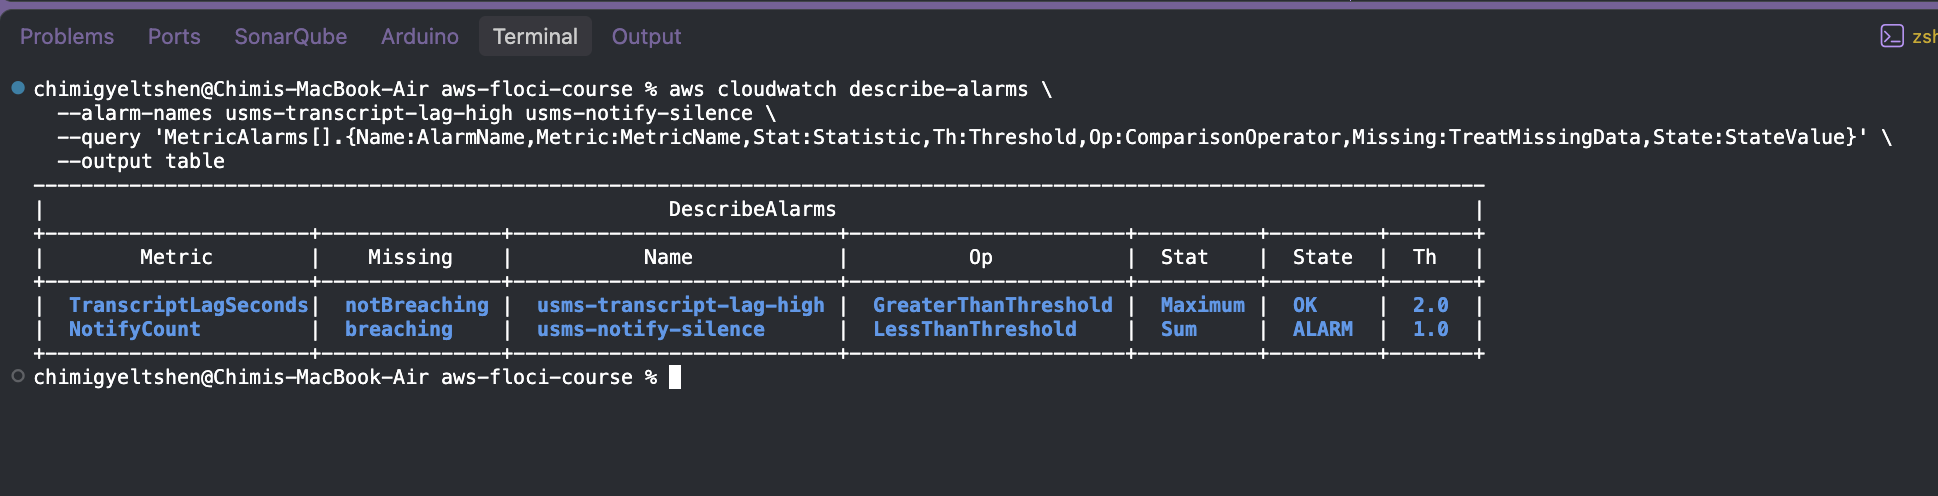 Problems Ports SonarQube Arduino Terminal Output zsh
chimigyeltshen@Chimis-MacBook-Air aws-floci-course % aws cloudwatch describe-alarms \
--alarm-names usms-transcript-lag-high usms-notify-silence \
--query 'MetricAlarms[].{Name:AlarmName,Metric:MetricName,Stat:Statistic,Th:Threshold,Op:ComparisonOperator,Missing:TreatMissingData,State:StateValue}' \
--output table
DescribeAlarms
Metric | Missing | Name | Op | Stat | State | Th
TranscriptLagSeconds | notBreaching | usms-transcript-lag-high | GreaterThanThreshold | Maximum | OK | 2.0
NotifyCount | breaching | usms-notify-silence | LessThanThreshold | Sum | ALARM | 1.0
chimigyeltshen@Chimis-MacBook-Air aws-floci-course %